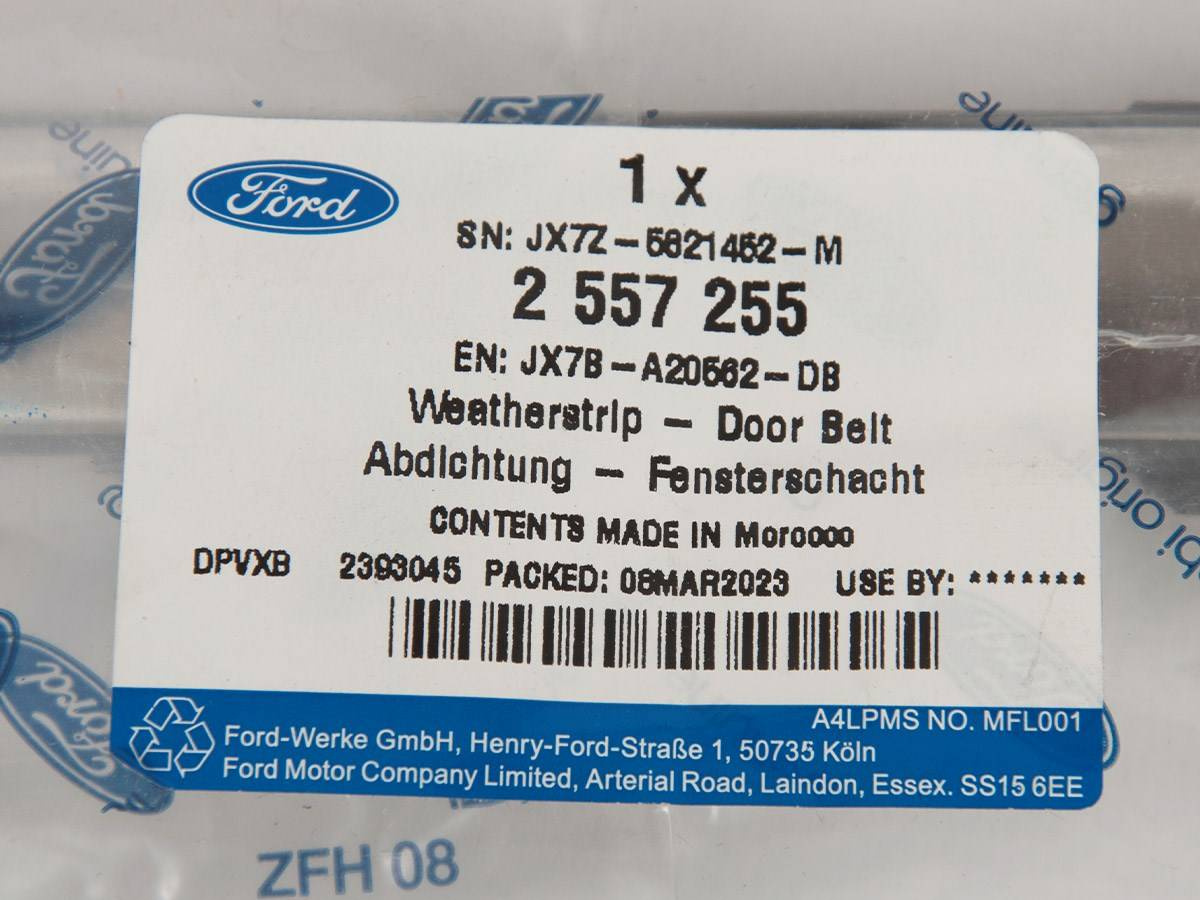 Ford
1 x
SN: JX7Z-5821452-M
2 557 255
EN: JX7B-A20562-DB
Weatherstrip - Door Belt
Abdichtung - Fensterschacht
CONTENTS MADE IN Morocco
DPVXB 2393045 PACKED: 08MAR2023 USE BY: *******
A4LPMS NO. MFL001
Ford-Werke GmbH, Henry-Ford-Straße 1, 50735 Köln
Ford Motor Company Limited, Arterial Road, Laindon, Essex. SS15 6EE
Ford
Ford
ZFH 08